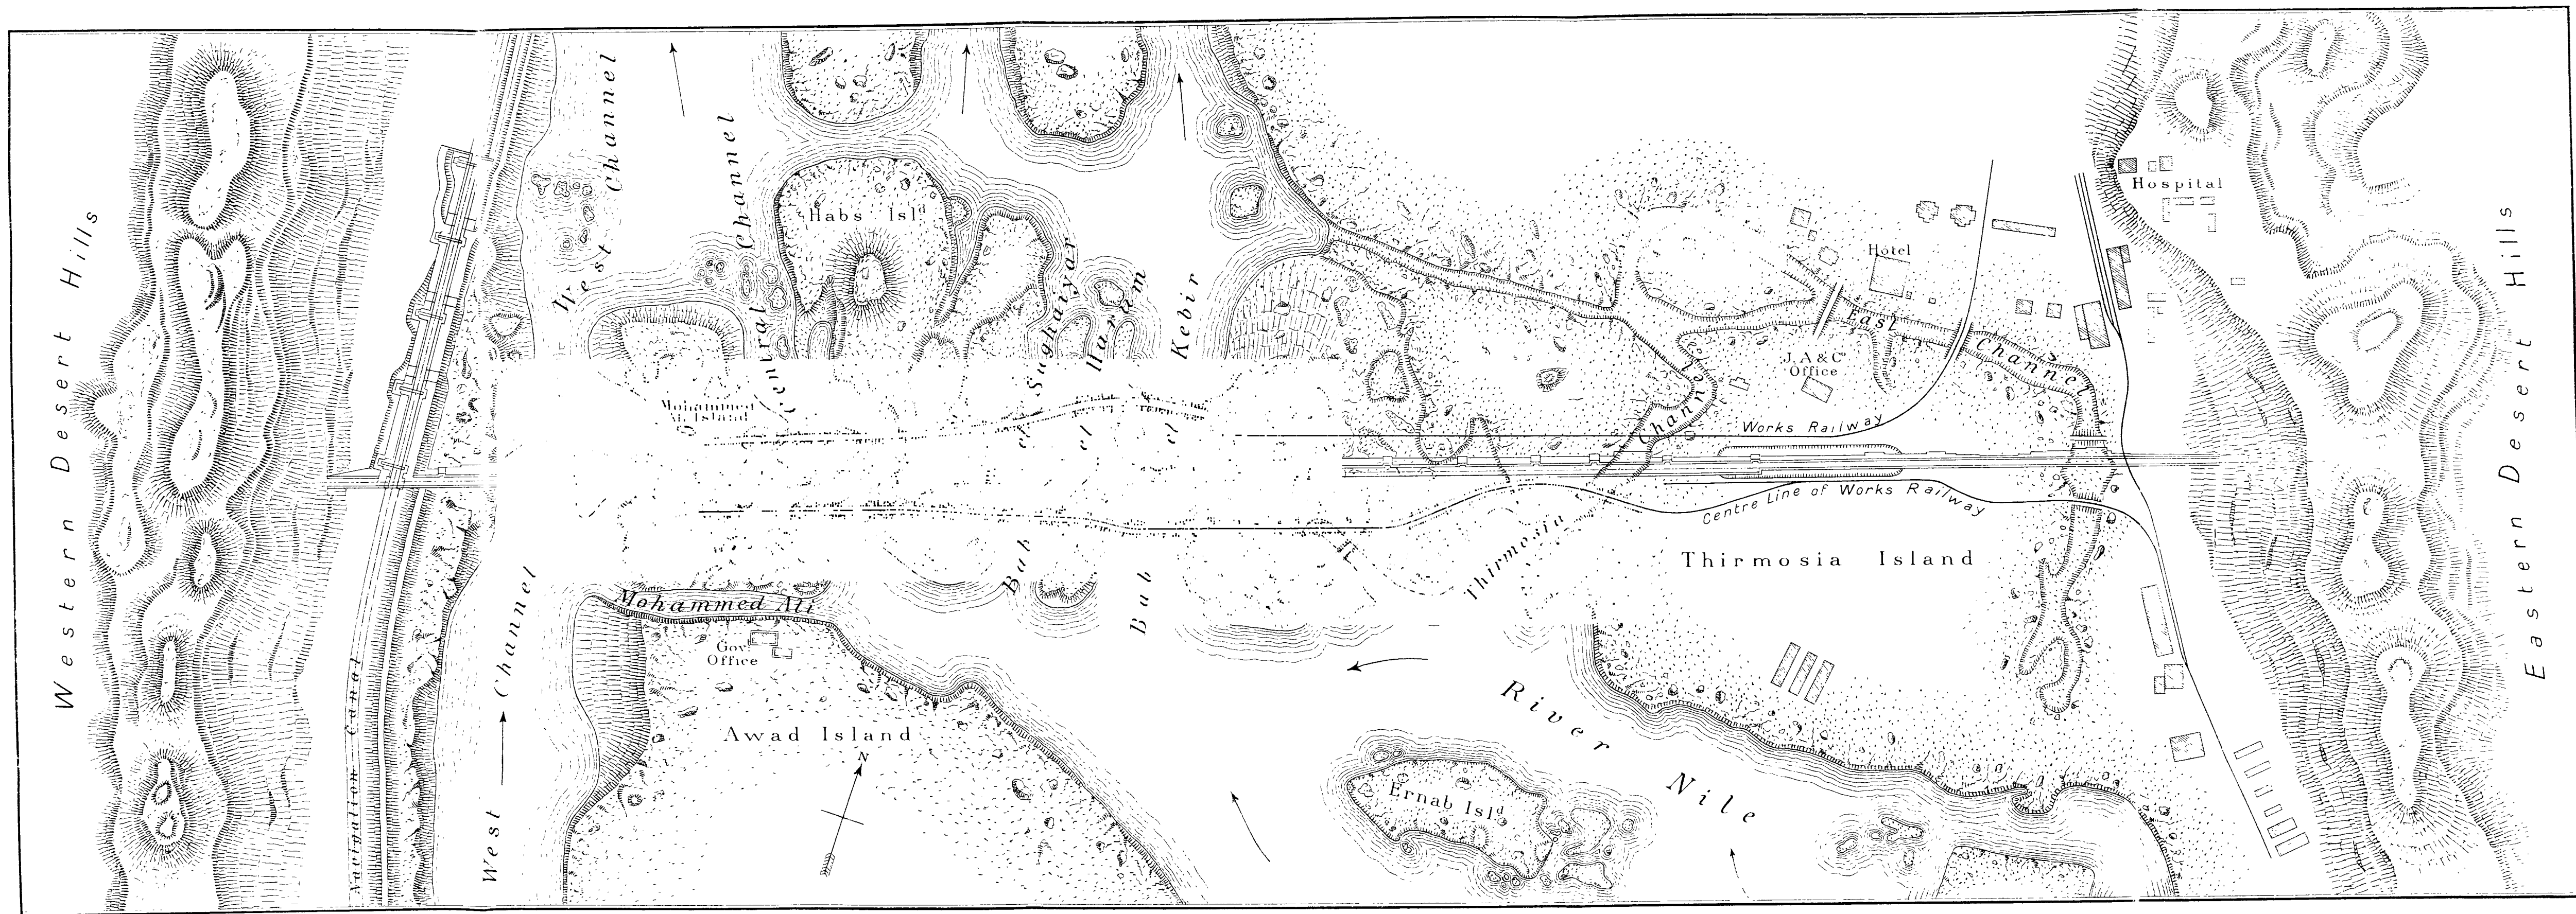 Western Desert Hills
Navigation Canal
West Channel
West Channel
Central Channel
Habs Isl.d
Mohammed
Ali Island
Mohammed Ali
Gov.t
Office
Awad Island
N
Bab el Sughaiyar
Bab el Haram
Bab el Kebir
Thirmosia Channel
Hotel
East Channel
J.A & C.o
Office
Works Railway
Centre Line of Works Railway
Thirmosia Island
River Nile
Ernab Isl.d
Hospital
Eastern Desert Hills